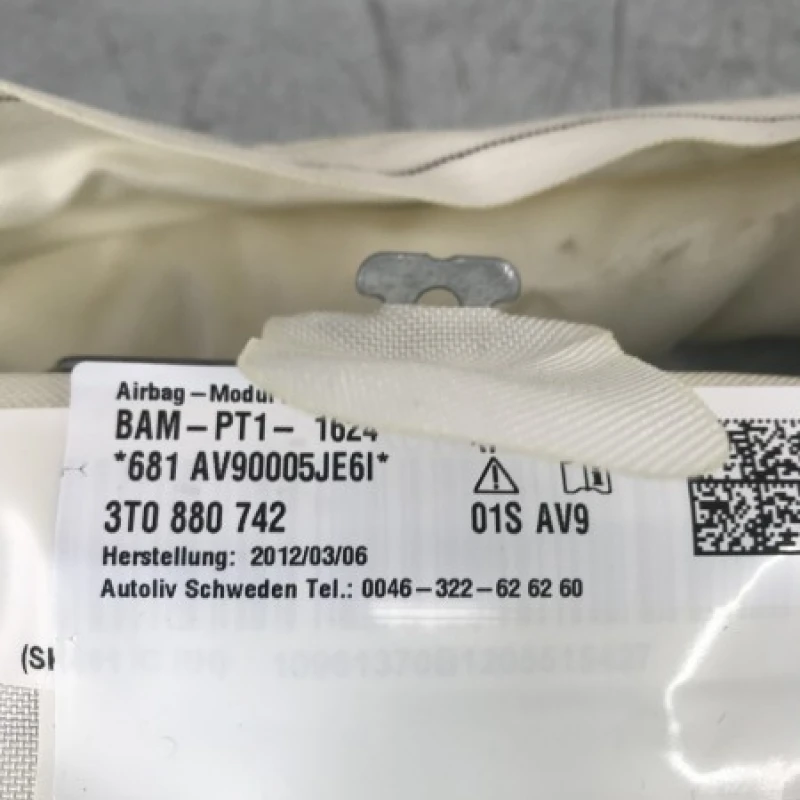 Airbag-Modul
BAM-PT1- 1624
*681 AV90005JE6I*
3T0 880 742 01S AV9
Herstellung: 2012/03/06
Autoliv Schweden Tel.: 0046-322-62 62 60